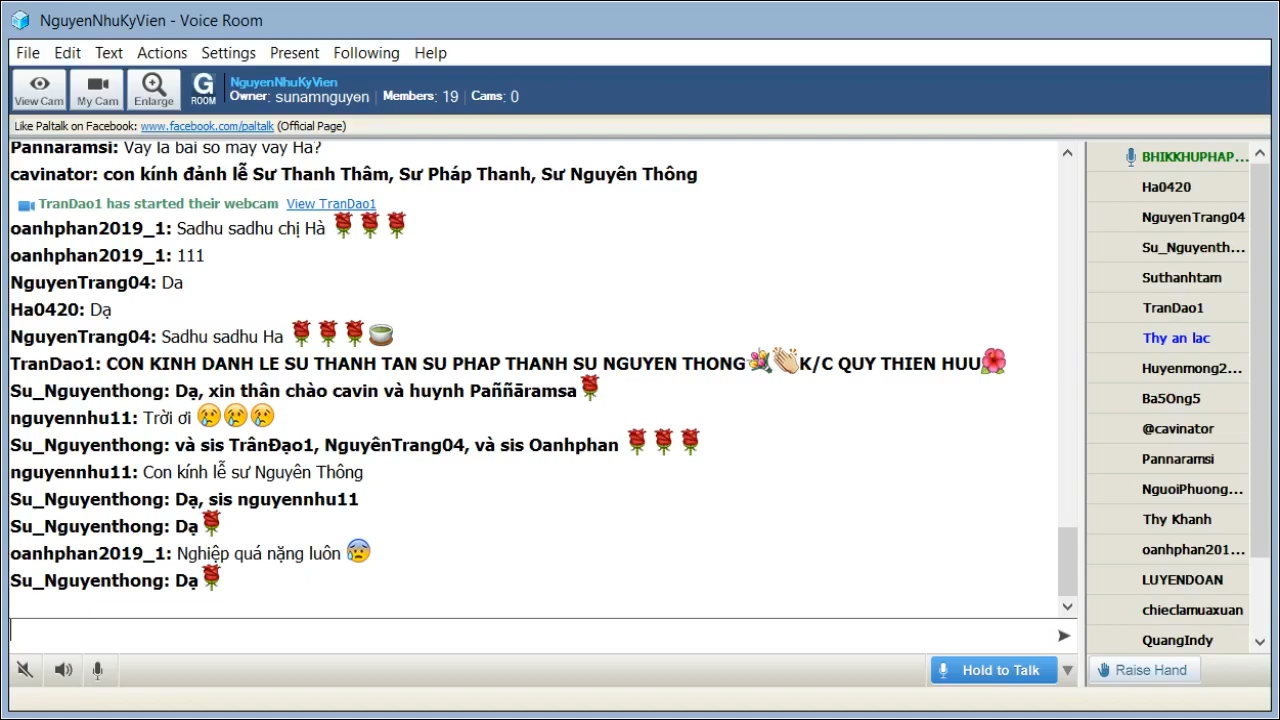 NguyenNhuKyVien - Voice Room
File Edit Text Actions Settings Present Following Help
View Cam My Cam Enlarge G ROOM
NguyenNhuKyVien
Owner: sunamnguyen | Members: 19 | Cams: 0
Like Paltalk on Facebook: www.facebook.com/paltalk (Official Page)
Pannaramsi: Vay la bai so may vay Ha?
cavinator: con kính đảnh lễ Sư Thanh Thâm, Sư Pháp Thanh, Sư Nguyên Thông
TranDao1 has started their webcam View TranDao1
oanhphan2019_1: Sadhu sadhu chị Hà 🌹🌹🌹
oanhphan2019_1: 111
NguyenTrang04: Da
Ha0420: Dạ
NguyenTrang04: Sadhu sadhu Ha 🌹🌹🌹🍵
TranDao1: CON KINH DANH LE SU THANH TAN SU PHAP THANH SU NGUYEN THONG💐👏K/C QUY THIEN HUU🌺
Su_Nguyenthong: Dạ, xin thân chào cavin và huynh Paññāramsa🌹
nguyennhu11: Trời ơi 😢😢😢
Su_Nguyenthong: và sis TrânĐạo1, NguyênTrang04, và sis Oanhphan 🌹🌹🌹
nguyennhu11: Con kính lễ sư Nguyên Thông
Su_Nguyenthong: Dạ, sis nguyennhu11
Su_Nguyenthong: Dạ🌹
oanhphan2019_1: Nghiệp quá nặng luôn 😰
Su_Nguyenthong: Dạ🌹
Hold to Talk
BHIKKHUPHAP...
Ha0420
NguyenTrang04
Su_Nguyenth...
Suthanhtam
TranDao1
Thy an lac
Huyenmong2...
Ba5Ong5
@cavinator
Pannaramsi
NguoiPhuong...
Thy Khanh
oanhphan201...
LUYENDOAN
chieclamuaxuan
QuangIndy
Raise Hand